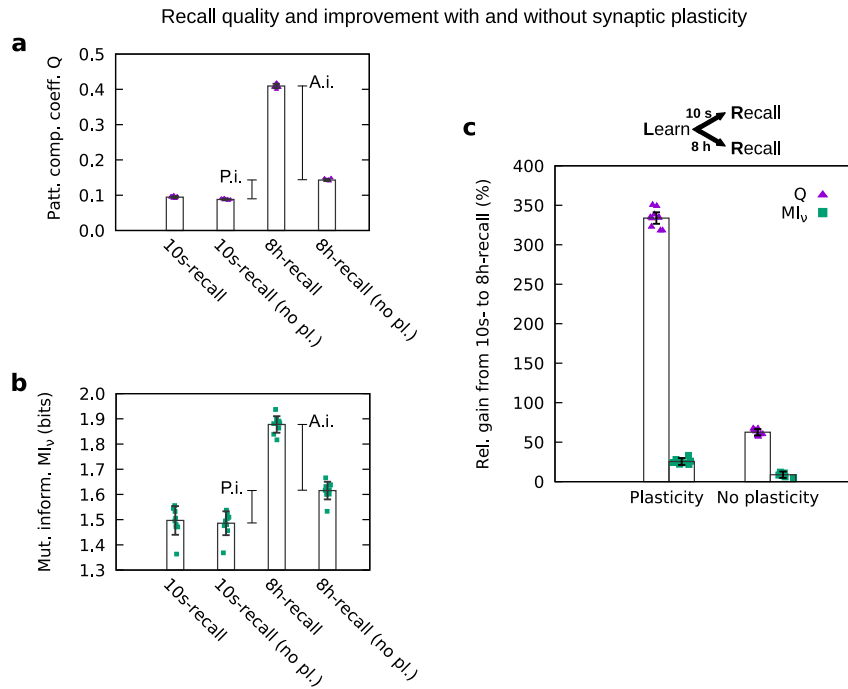 Recall quality and improvement with and without synaptic plasticity
a
Patt. comp. coeff. Q
0.5
0.4
0.3
0.2
0.1
0.0
P.i.
A.i.
10s-recall
10s-recall (no pl.)
8h-recall
8h-recall (no pl.)
b
Mut. inform. MIν (bits)
2.0
1.9
1.8
1.7
1.6
1.5
1.4
1.3
P.i.
A.i.
10s-recall
10s-recall (no pl.)
8h-recall
8h-recall (no pl.)
c
Learn
10 s
Recall
8 h
Recall
Rel. gain from 10s- to 8h-recall (%)
400
350
300
250
200
150
100
50
0
Q
MIν
Plasticity
No plasticity